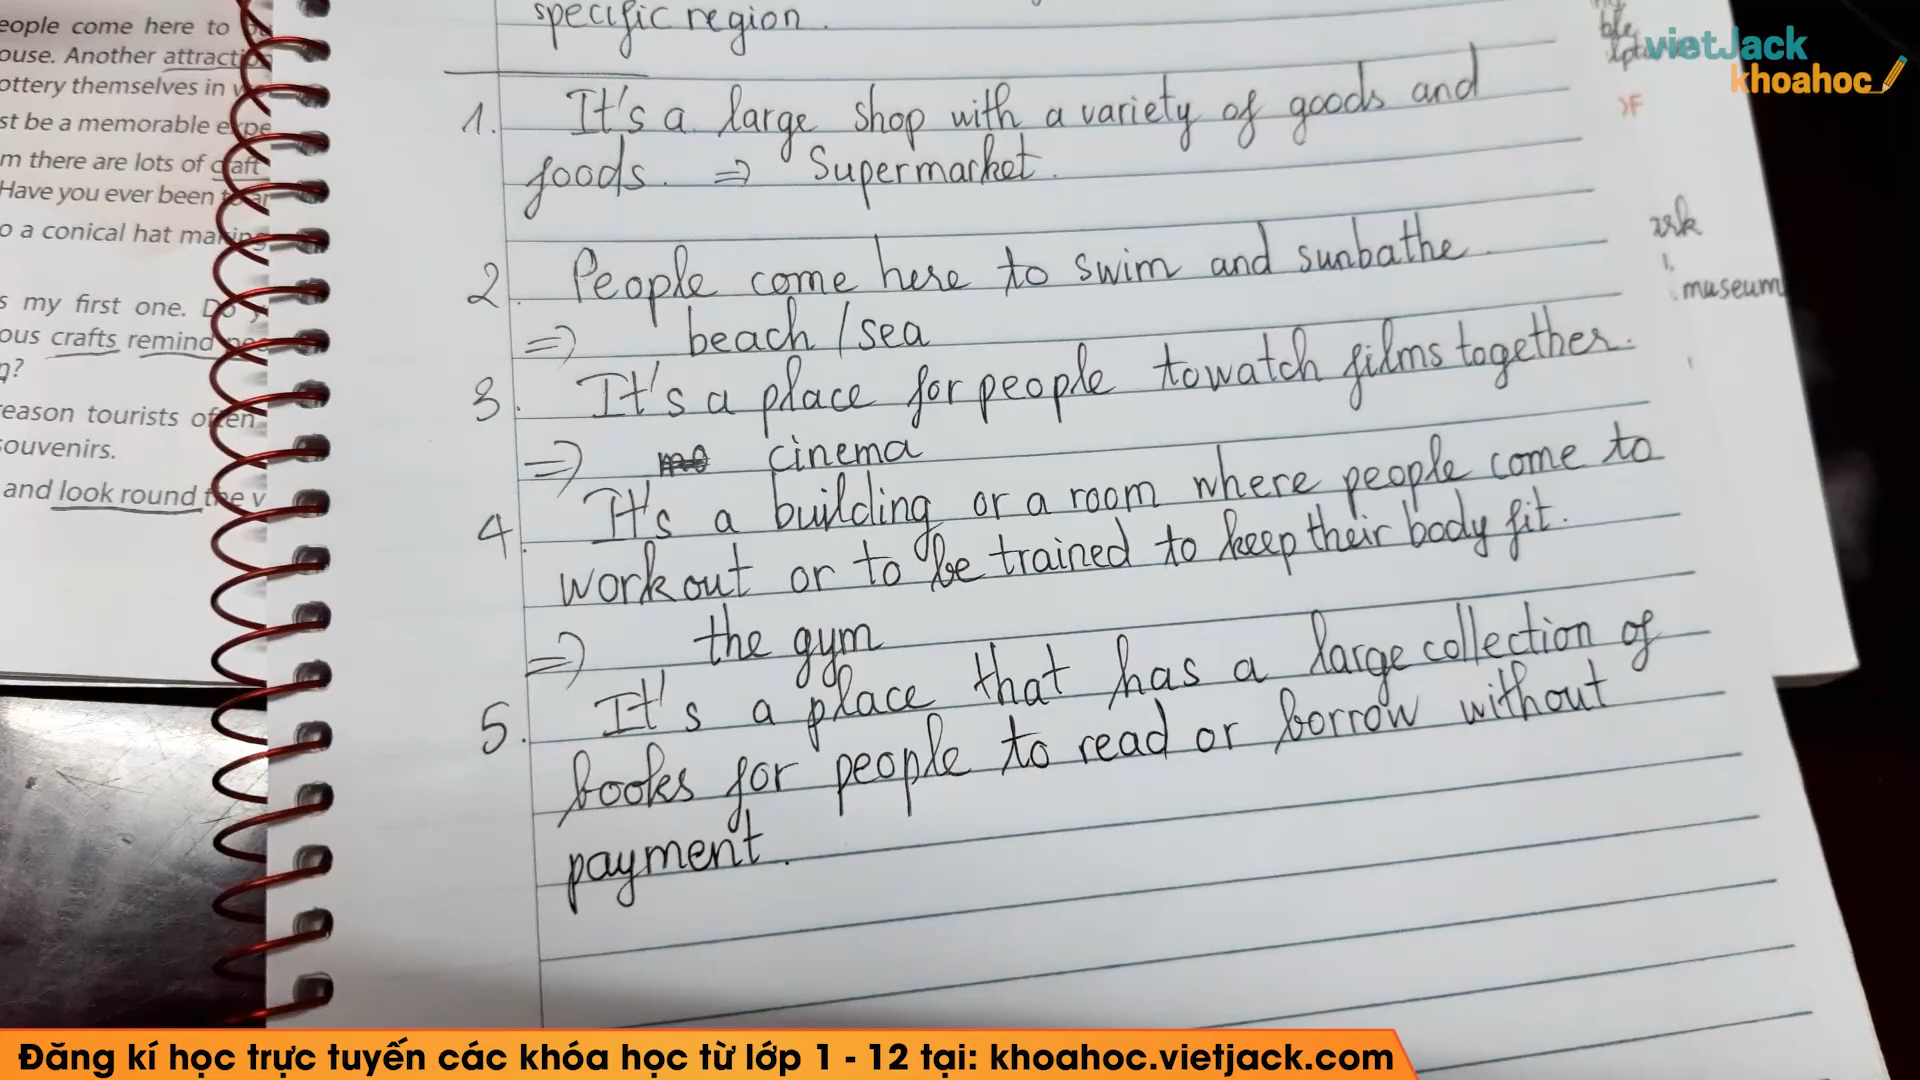 eople come here to
ouse. Another attraction
ottery themselves in
st be a memorable expe
m there are lots of craft
Have you ever been to
o a conical hat making
s my first one. Do y
ous crafts remind
?
eason tourists often
souvenirs.
and look round the v
specific region.
1. It's a large shop with a variety of goods and
foods. => Supermarket.
2. People come here to swim and sunbathe
=> beach / sea
3. It's a place for people to watch films together.
=> cinema
4. It's a building or a room where people come to
work out or to be trained to keep their body fit.
=> the gym
5. It's a place that has a large collection of
books for people to read or borrow without
payment.
ble
museum
vietJack
khoahoc
Đăng kí học trực tuyến các khóa học từ lớp 1 - 12 tại: khoahoc.vietjack.com